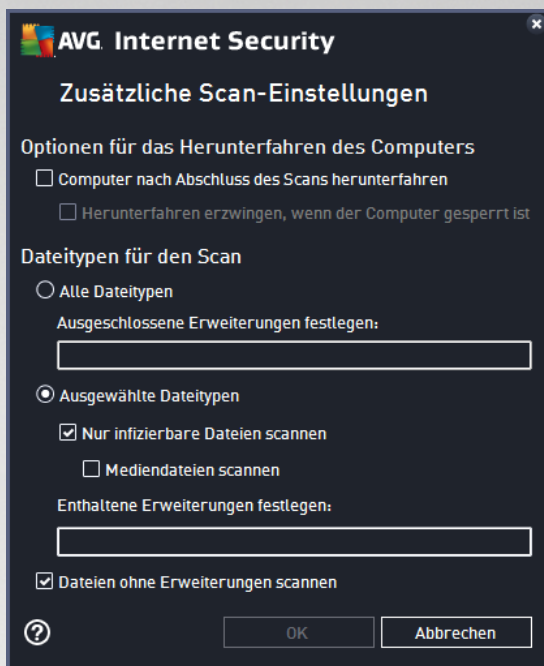 AVG. Internet Security
Zusätzliche Scan-Einstellungen
Optionen für das Herunterfahren des Computers
Computer nach Abschluss des Scans herunterfahren
Herunterfahren erzwingen, wenn der Computer gesperrt ist
Dateitypen für den Scan
Alle Dateitypen
Ausgeschlossene Erweiterungen festlegen:
Ausgewählte Dateitypen
Nur infizierbare Dateien scannen
Mediendateien scannen
Enthaltene Erweiterungen festlegen:
Dateien ohne Erweiterungen scannen
? OK Abbrechen